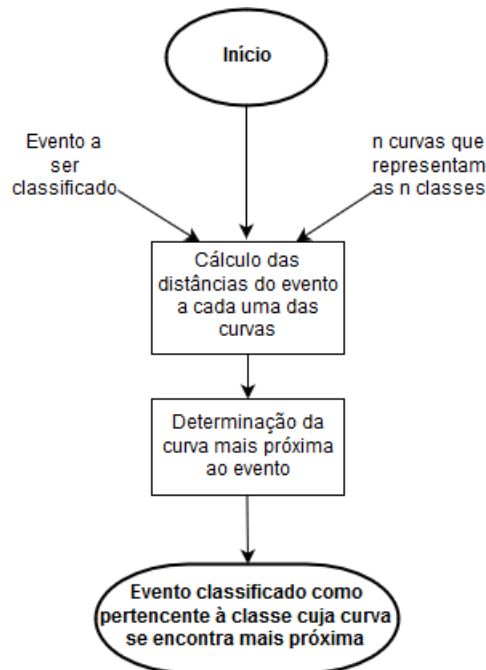 Início
Evento a
ser
classificado
n curvas que
representam
as n classes
Cálculo das
distâncias do evento
a cada uma das
curvas
Determinação da
curva mais próxima
ao evento
Evento classificado como
pertencente à classe cuja curva
se encontra mais próxima